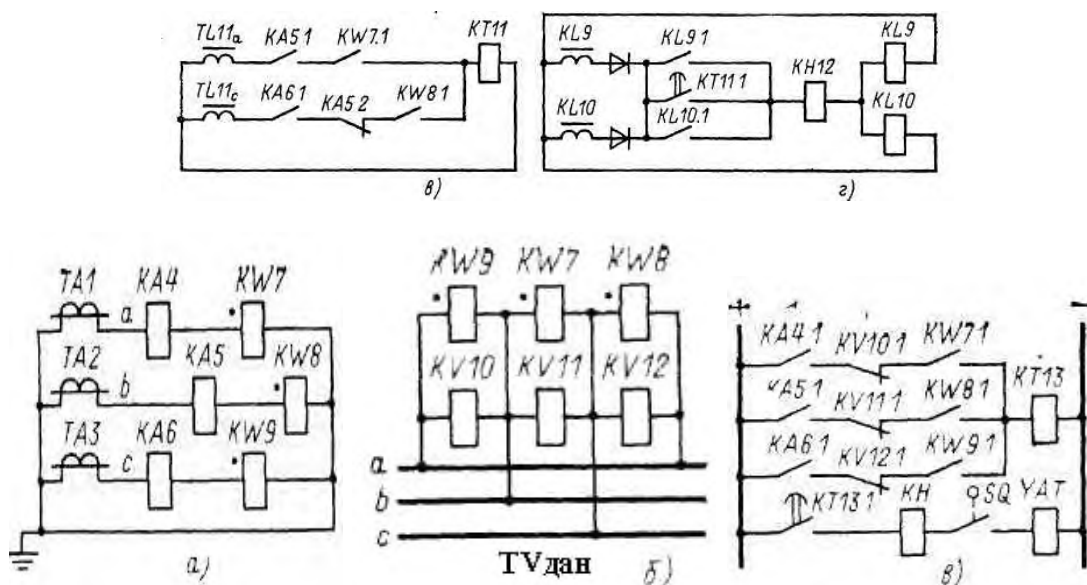 TL11a KA5.1 KW7.1 KT11
TL11c KA6.1 KA5.2 KW8.1
в)
KL9 KL9.1 KH12 KL9
KT11.1
KL10 KL10.1 KL10
г)
TA1 KA4 KW7
a
TA2 KA5 KW8
b
TA3 KA6 KW9
c
а)
KW9 KW7 KW8
KV10 KV11 KV12
a
b
c
TVдан б)
+ -
KA4.1 KV10.1 KW7.1 KT13
KA5.1 KV11.1 KW8.1
KA6.1 KV12.1 KW9.1
KT13.1 KH SQ YAT
в)